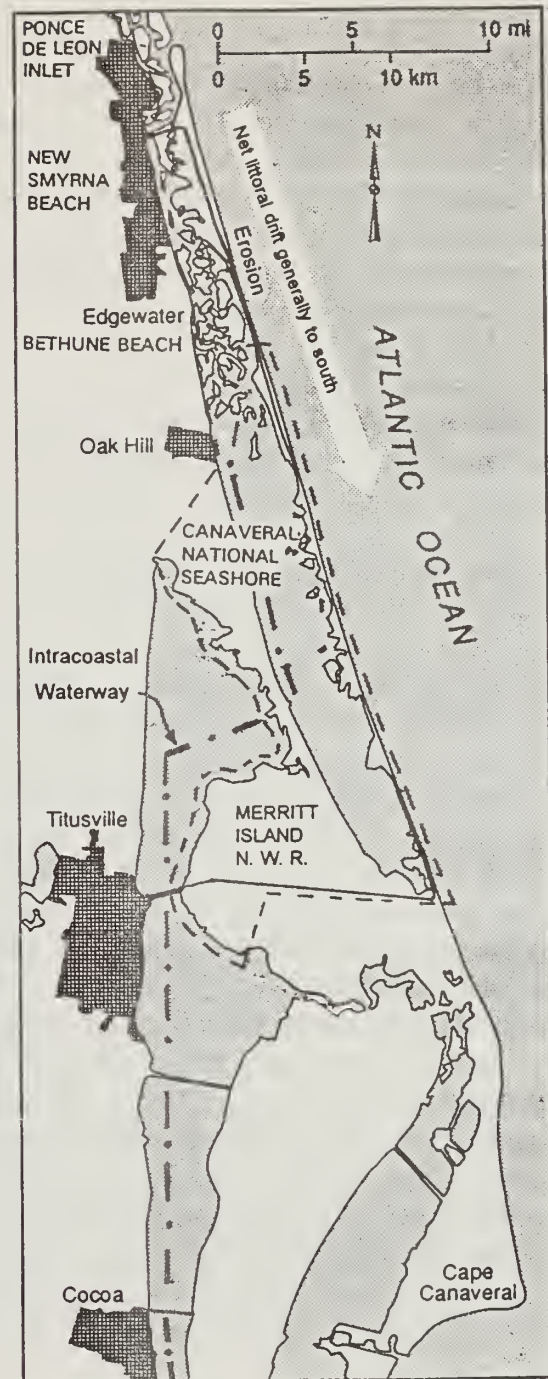 PONCE
DE LEON
INLET
0 5 10 mi
0 5 10 km
N
NEW
SMYRNA
BEACH
Net littoral drift generally to south
Erosion
Edgewater
BETHUNE BEACH
ATLANTIC OCEAN
Oak Hill
CANAVERAL
NATIONAL
SEASHORE
Intracoastal
Waterway
Titusville
MERRITT
ISLAND
N. W. R.
Cape
Canaveral
Cocoa